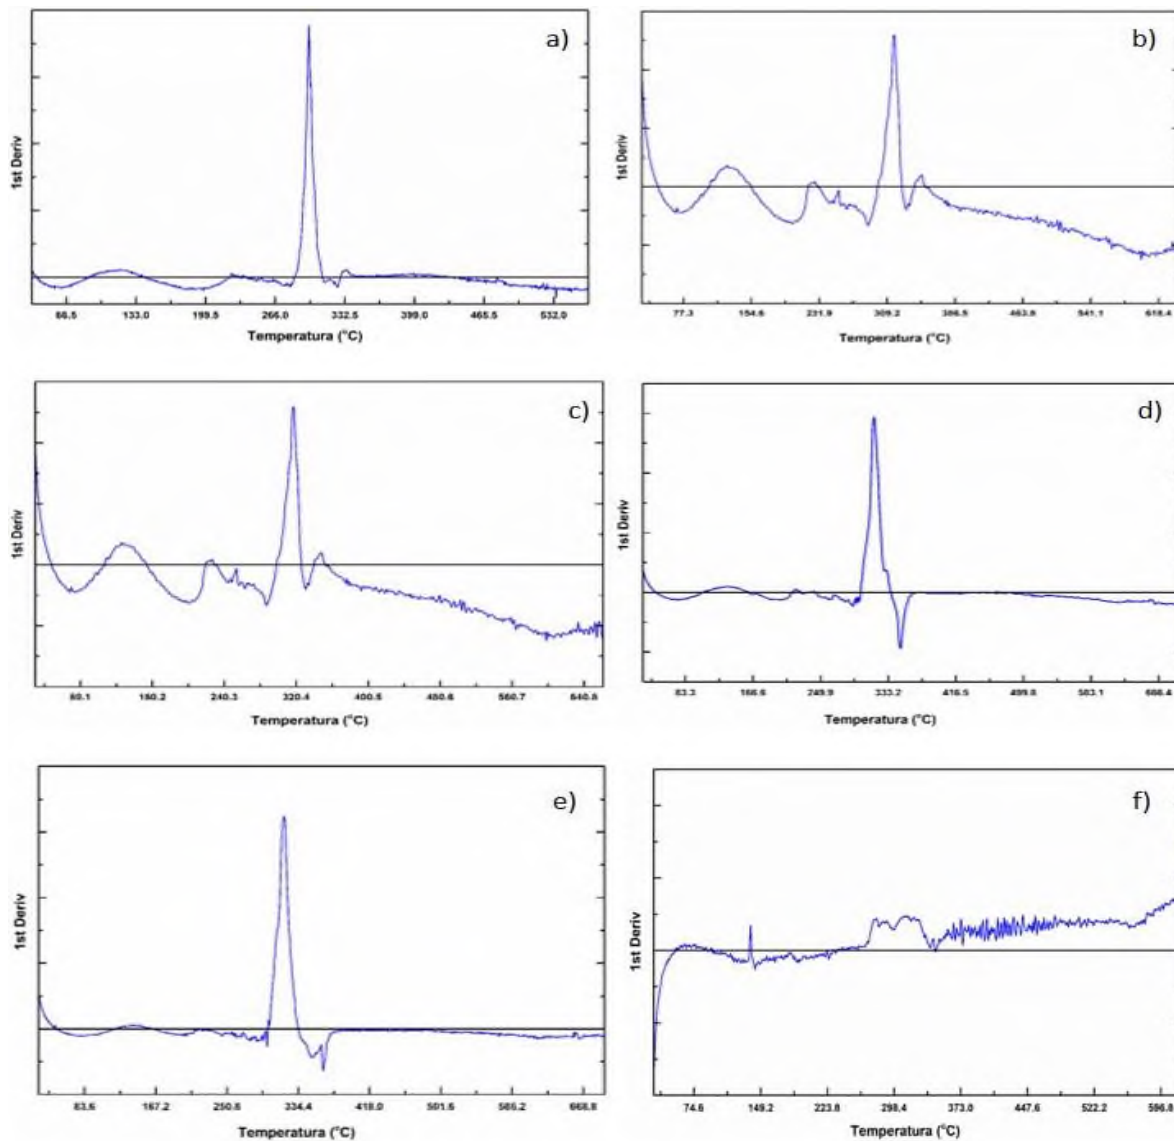 a)
1st Deriv
66.5 133.0 199.5 266.0 332.5 399.0 465.5 532.0
Temperatura (°C)
b)
1st Deriv
77.3 154.6 231.9 309.2 386.5 463.8 541.1 618.4
Temperatura (°C)
c)
1st Deriv
80.1 160.2 240.3 320.4 400.5 480.6 560.7 640.8
Temperatura (°C)
d)
1st Deriv
83.3 166.6 249.9 333.2 416.5 499.8 583.1 666.4
Temperatura (°C)
e)
1st Deriv
83.6 167.2 250.8 334.4 418.0 501.6 585.2 668.8
Temperatura (°C)
f)
1st Deriv
74.6 149.2 223.8 298.4 373.0 447.6 522.2 596.8
Temperatura (°C)